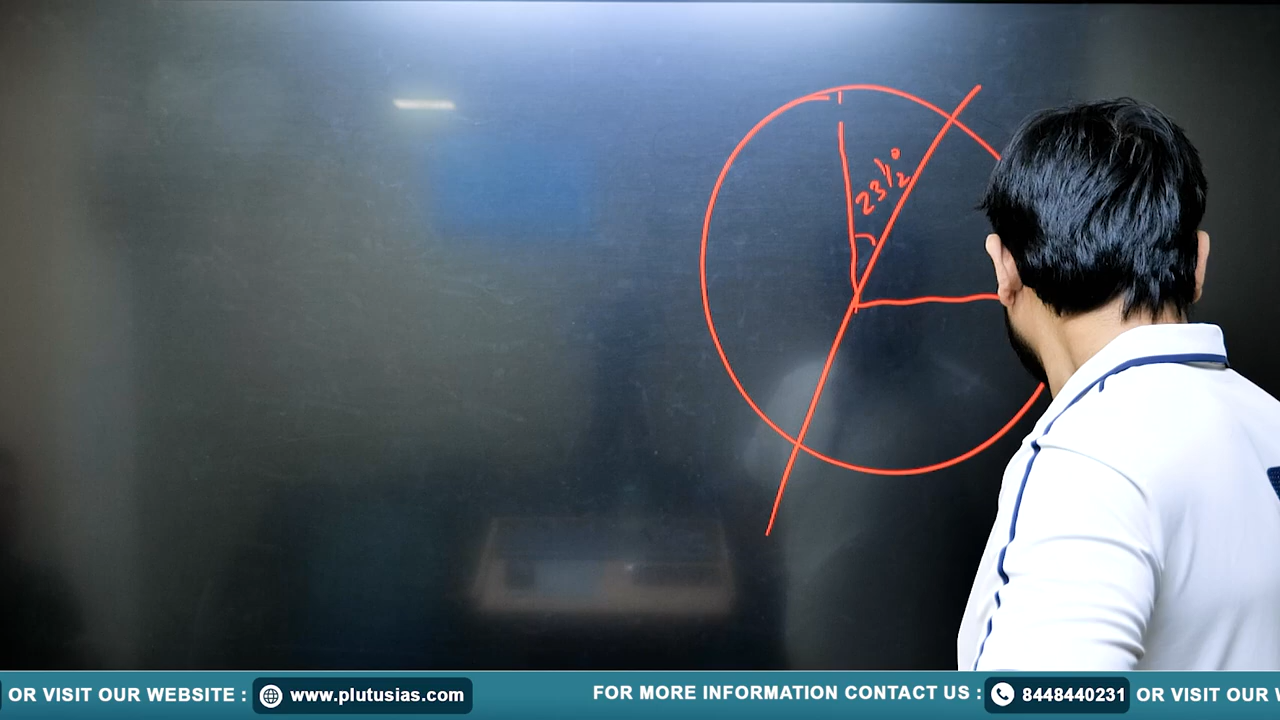 23½°
OR VISIT OUR WEBSITE : www.plutusias.com FOR MORE INFORMATION CONTACT US : 8448440231 OR VISIT OUR